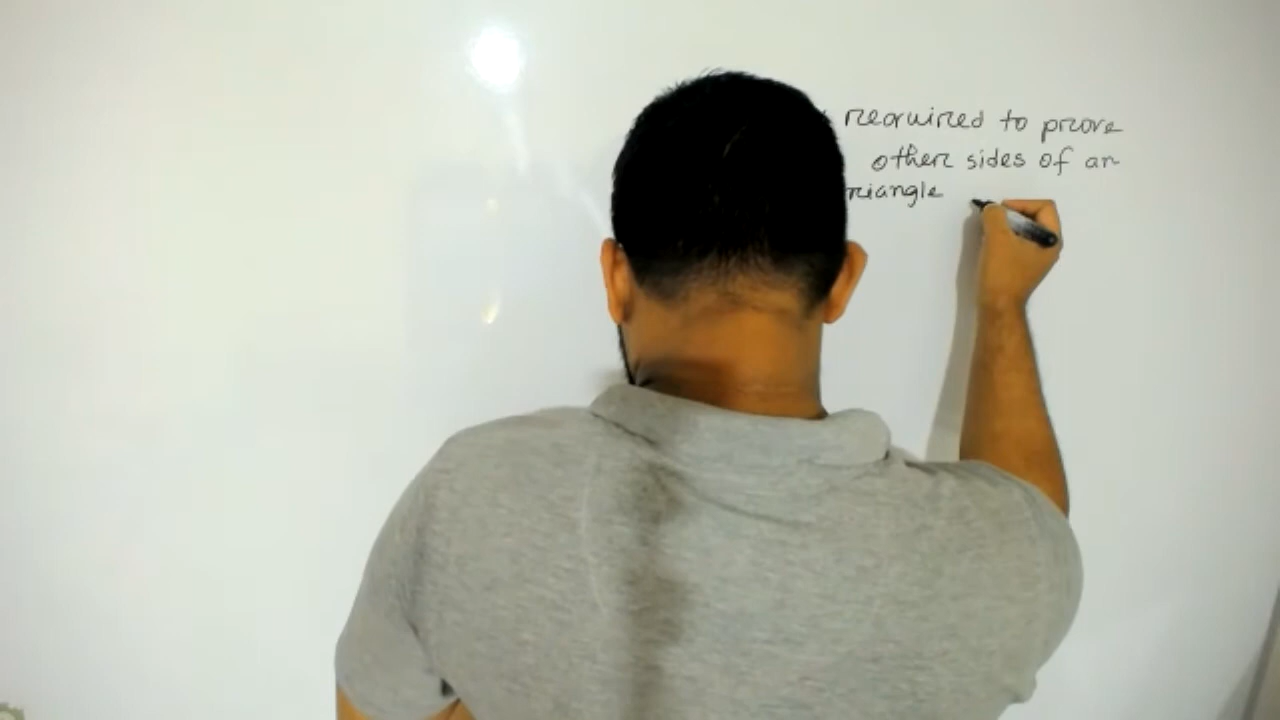 required to prove
other sides of an
riangle